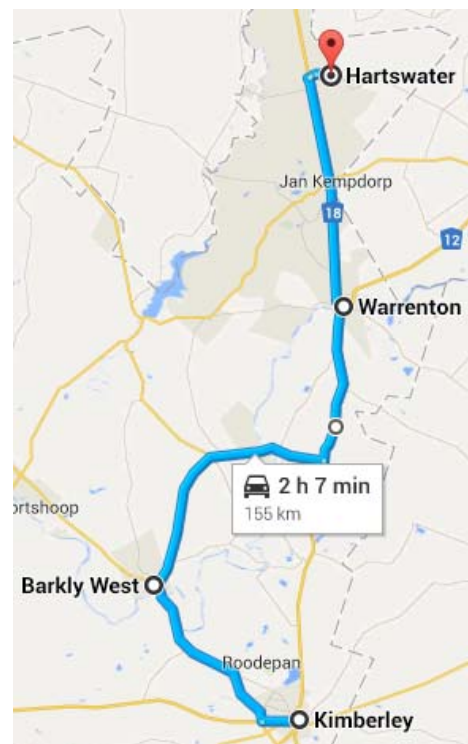 Hartswater
Jan Kempdorp
18
12
Warrenton
2 h 7 min
155 km
ortshoop
Barkly West
Roodepan
Kimberley